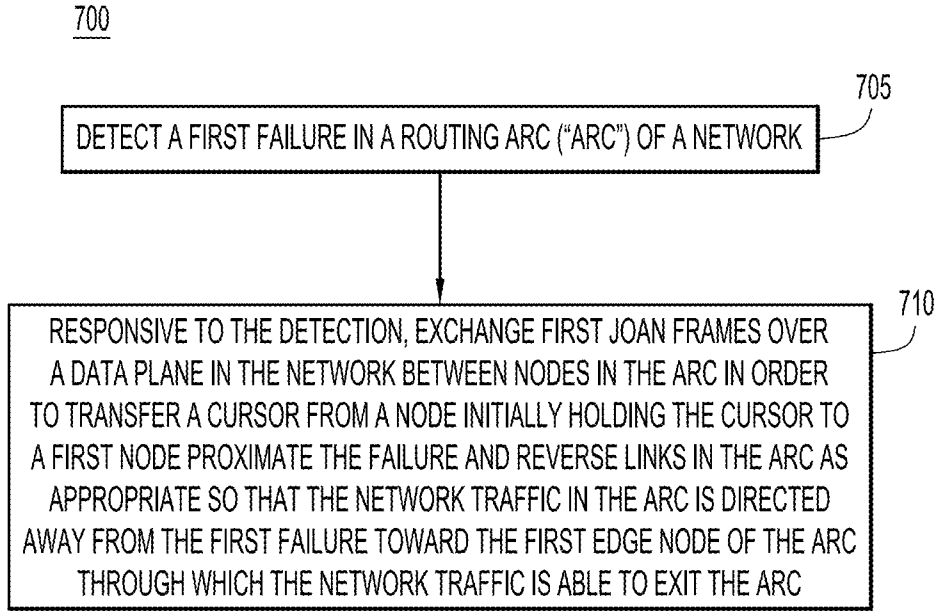 700
705
DETECT A FIRST FAILURE IN A ROUTING ARC (“ARC”) OF A NETWORK
710
RESPONSIVE TO THE DETECTION, EXCHANGE FIRST JOAN FRAMES OVER
A DATA PLANE IN THE NETWORK BETWEEN NODES IN THE ARC IN ORDER
TO TRANSFER A CURSOR FROM A NODE INITIALLY HOLDING THE CURSOR TO
A FIRST NODE PROXIMATE THE FAILURE AND REVERSE LINKS IN THE ARC AS
APPROPRIATE SO THAT THE NETWORK TRAFFIC IN THE ARC IS DIRECTED
AWAY FROM THE FIRST FAILURE TOWARD THE FIRST EDGE NODE OF THE ARC
THROUGH WHICH THE NETWORK TRAFFIC IS ABLE TO EXIT THE ARC